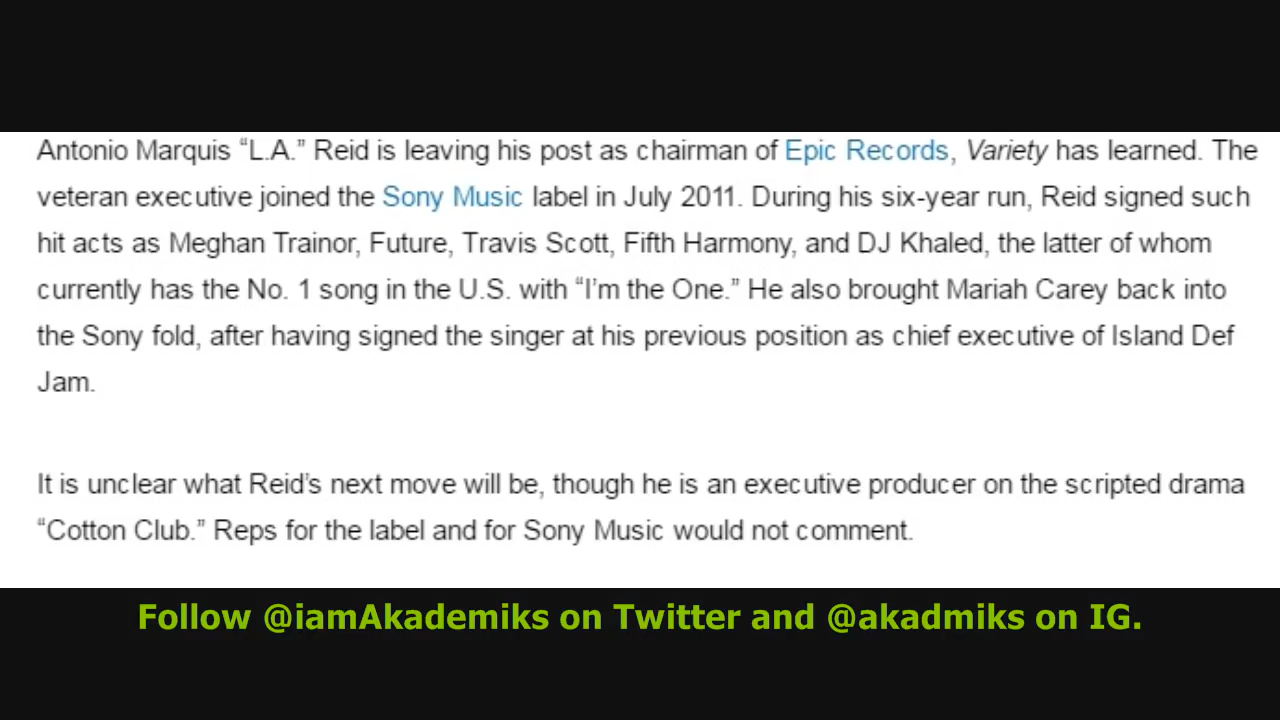 Antonio Marquis “L.A.” Reid is leaving his post as chairman of Epic Records, Variety has learned. The
veteran executive joined the Sony Music label in July 2011. During his six-year run, Reid signed such
hit acts as Meghan Trainor, Future, Travis Scott, Fifth Harmony, and DJ Khaled, the latter of whom
currently has the No. 1 song in the U.S. with “I’m the One.” He also brought Mariah Carey back into
the Sony fold, after having signed the singer at his previous position as chief executive of Island Def
Jam.
It is unclear what Reid’s next move will be, though he is an executive producer on the scripted drama
“Cotton Club.” Reps for the label and for Sony Music would not comment.
Follow @iamAkademiks on Twitter and @akadmiks on IG.